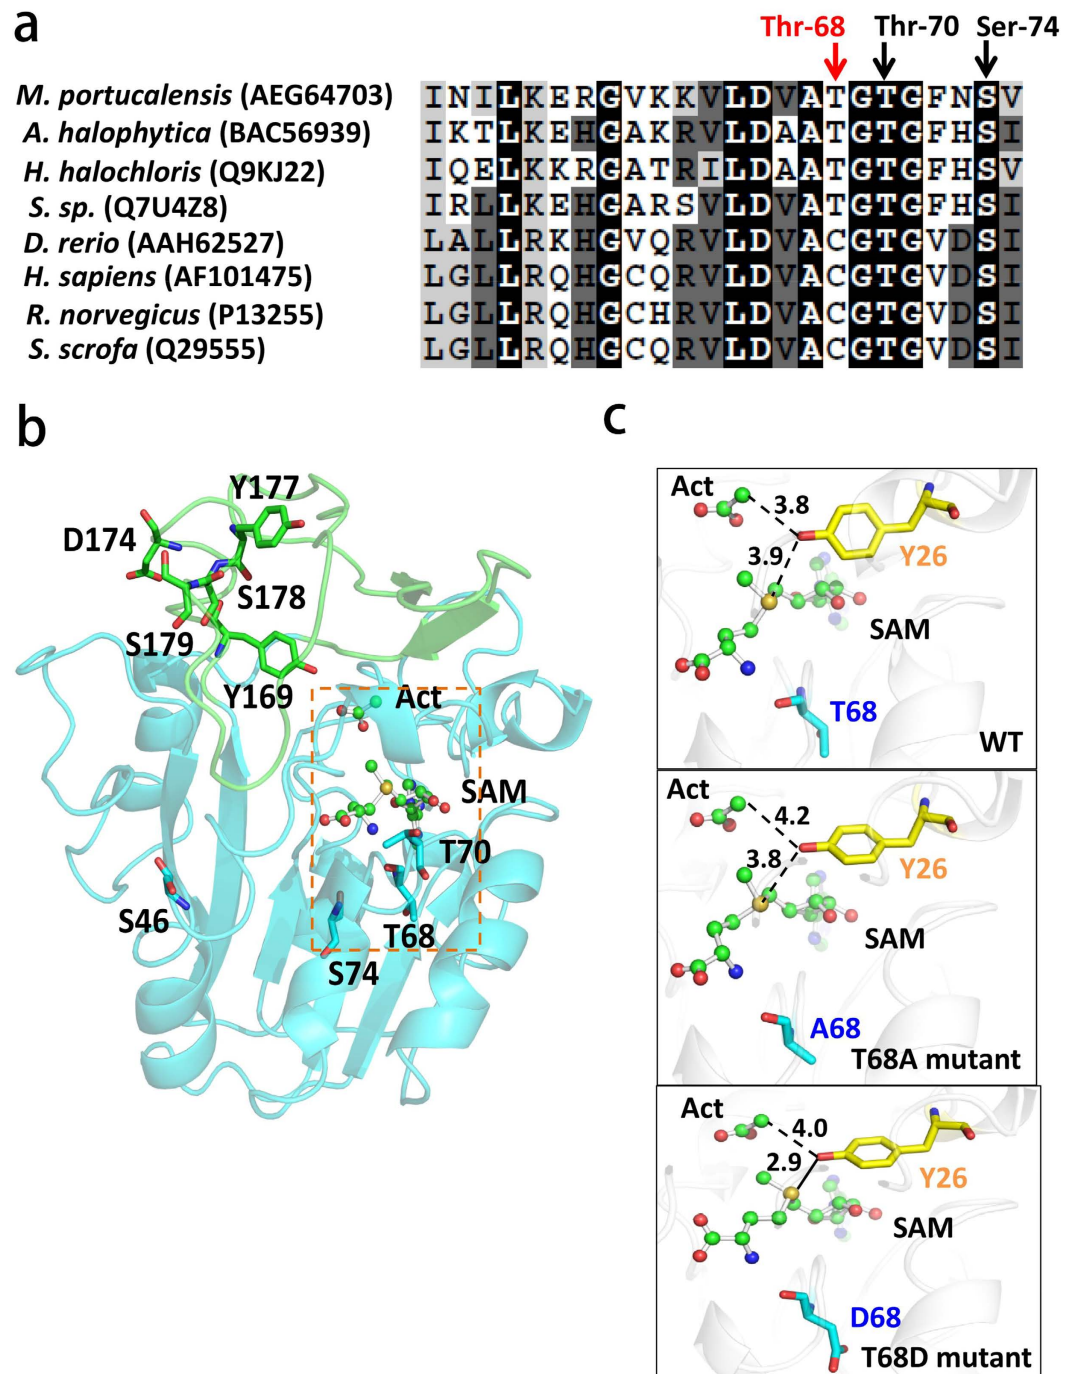 a
Thr-68 Thr-70 Ser-74
M. portucalensis (AEG64703) INILKERGVKKVLDVATGTGFNSV
A. halophytica (BAC56939) IKTLKEHGAKRVLDAATGTGFHSI
H. halochloris (Q9KJ22) IQELKKRGATRILDAATGTGFHSV
S. sp. (Q7U4Z8) IRLLKEHGARSVLDVATGTGFHSI
D. rerio (AAH62527) LALLRKHGVQRVLDVACGTGVDSI
H. sapiens (AF101475) LGLLRQHGCQRVLDVACGTGVDSI
R. norvegicus (P13255) LGLLRQHGCHRVLDVACGTGVDSI
S. scrofa (Q29555) LGLLRQHGCQRVLDVACGTGVDSI
b
Y177
D174
S178
S179
Y169
Act
SAM
T70
S46
T68
S74
c
Act
3.8
3.9
Y26
SAM
T68
WT
Act
4.2
3.8
Y26
SAM
A68
T68A mutant
Act
4.0
2.9
Y26
SAM
D68
T68D mutant